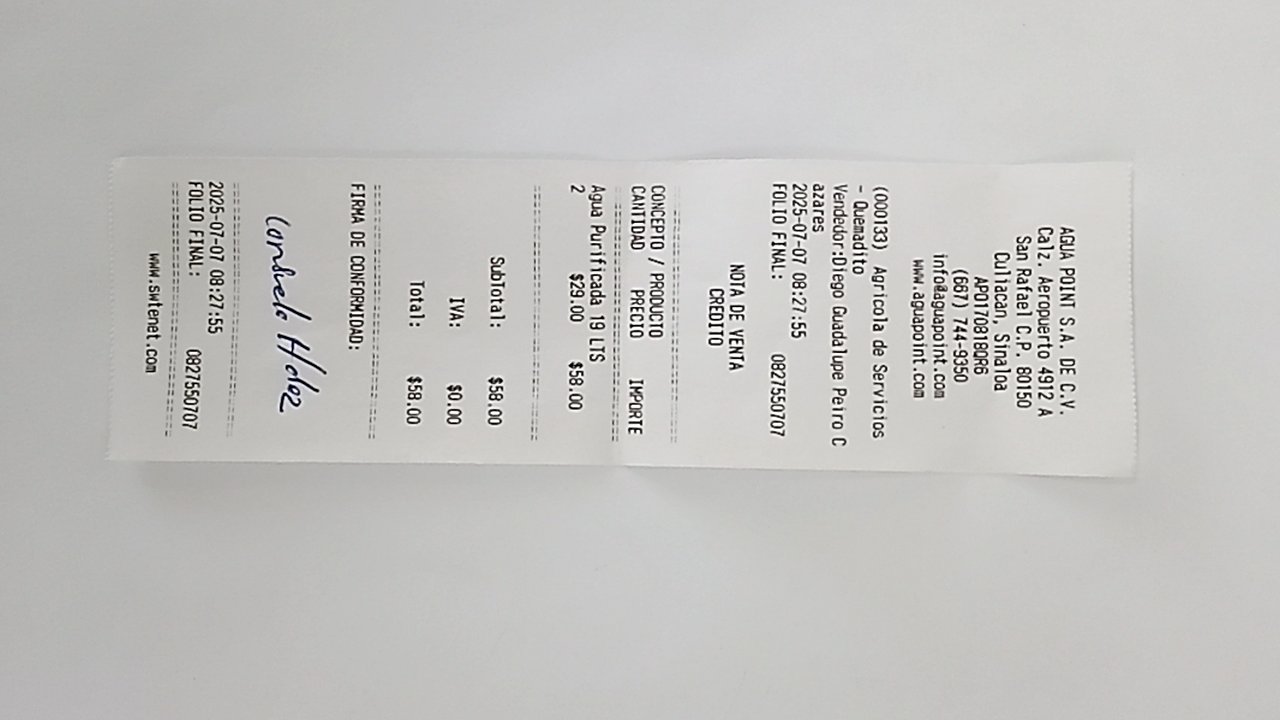 AGUA POINT S.A. DE C.V.
Calz. Aeropuerto 4912 A
San Rafael C.P. 80150
Culiacan, Sinaloa
APO170818QR6
(667) 744-9350
info@aguapoint.com
www.aguapoint.com
(000133) Agricola de Servicios
- Quemadito
Vendedor:Diego Guadalupe Peiro C
azares
2025-07-07 08:27:55
FOLIO FINAL: 0827550707
NOTA DE VENTA
CREDITO
================================
CONCEPTO / PRODUCTO
CANTIDAD PRECIO IMPORTE
================================
Agua Purificada 19 LTS
2 $29.00 $58.00
================================
SubTotal: $58.00
IVA: $0.00
Total: $58.00
================================
FIRMA DE CONFORMIDAD:
Consuelo
================================
2025-07-07 08:27:55
FOLIO FINAL: 0827550707
================================
www.swtenet.com